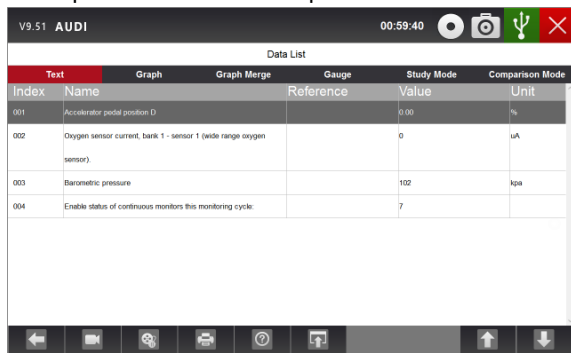 V9.51 AUDI 00:59:40
Data List
Text Graph Graph Merge Gauge Study Mode Comparison Mode
Index Name Reference Value Unit
001 Accelerator pedal position D 0.00 %
002 Oxygen sensor current, bank 1 - sensor 1 (wide range oxygen 0 uA
sensor).
003 Barometric pressure 102 kpa
004 Enable status of continuous monitors this monitoring cycle: 7